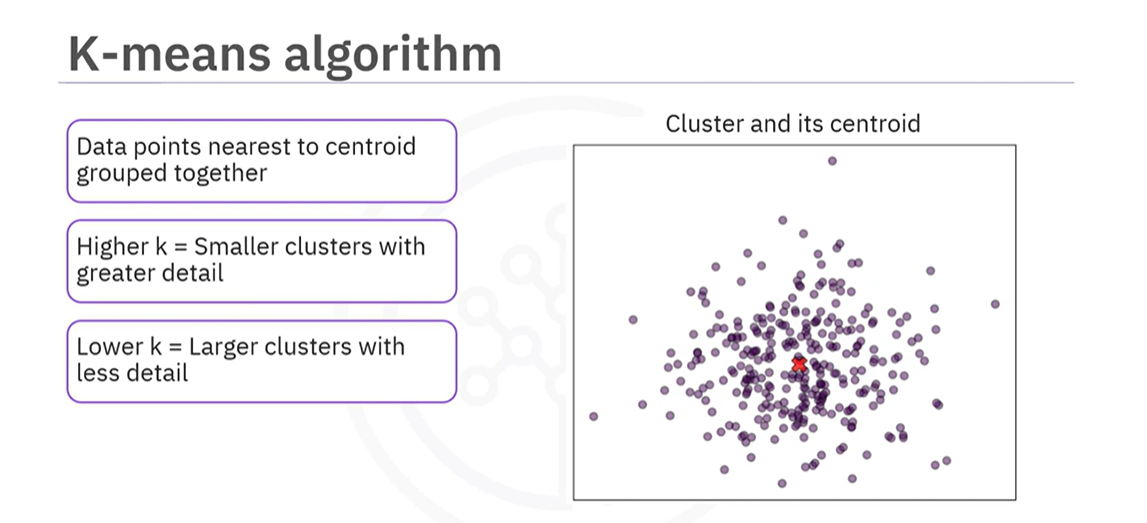 K-means algorithm
Data points nearest to centroid
grouped together
Higher k = Smaller clusters with
greater detail
Lower k = Larger clusters with
less detail
Cluster and its centroid